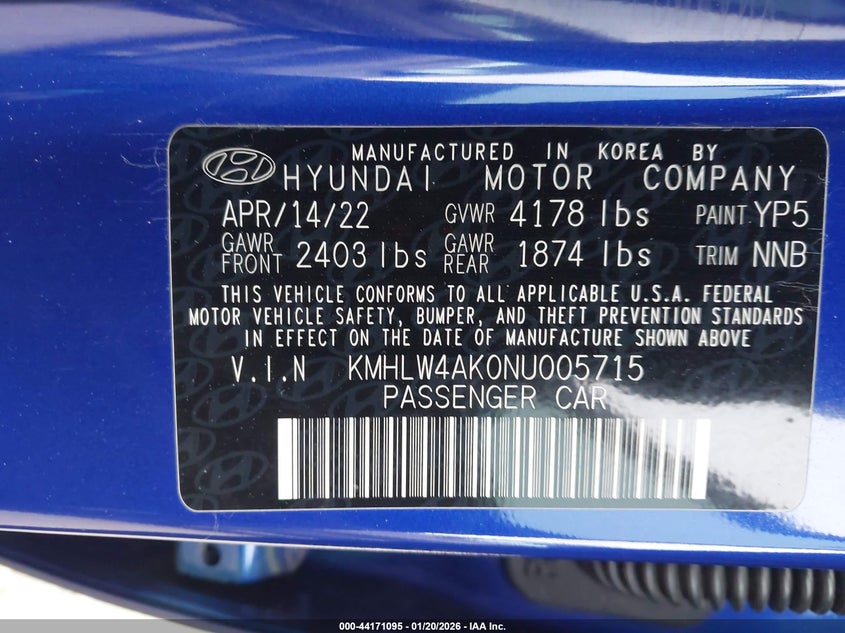 MANUFACTURED IN KOREA BY
HYUNDAI MOTOR COMPANY
APR/14/22 GVWR 4178 lbs PAINT YP5
GAWR FRONT 2403 lbs GAWR REAR 1874 lbs TRIM NNB
THIS VEHICLE CONFORMS TO ALL APPLICABLE U.S.A. FEDERAL
MOTOR VEHICLE SAFETY, BUMPER, AND THEFT PREVENTION STANDARDS
IN EFFECT ON THE DATE OF MANUFACTURE SHOWN ABOVE
V.I.N KMHLW4AK0NU005715
PASSENGER CAR
000-44171095 - 01/20/2026 - IAA Inc.